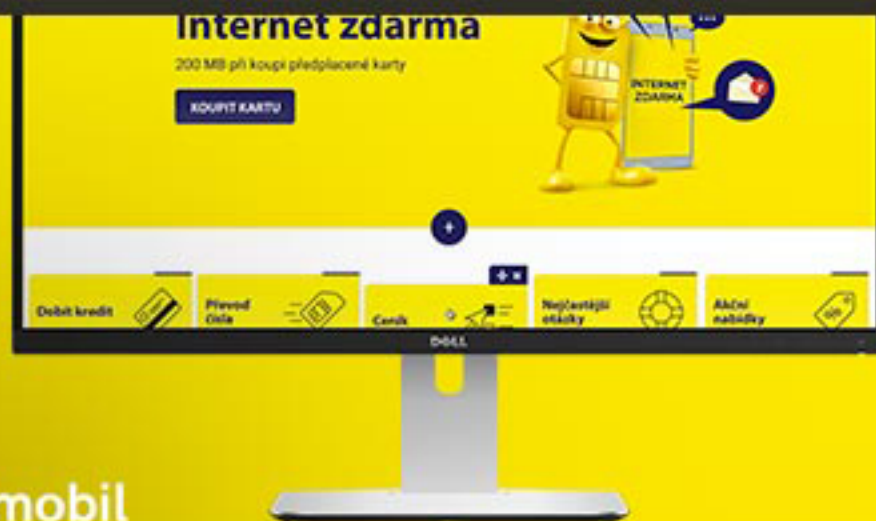 Internet zdarma
200 MB při koupi předplacené karty
KOUPIT KARTU
INTERNET
ZDARMA
Dobít kredit
Převod
čísla
Ceník
Nejčastější
otázky
Akční
nabídky
DELL
mobil